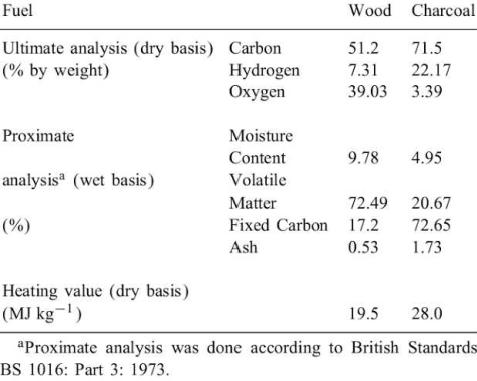 Fuel Wood Charcoal
Ultimate analysis (dry basis) Carbon 51.2 71.5
(% by weight) Hydrogen 7.31 22.17
Oxygen 39.03 3.39
Proximate Moisture
Content 9.78 4.95
analysisᵃ (wet basis) Volatile
Matter 72.49 20.67
(%) Fixed Carbon 17.2 72.65
Ash 0.53 1.73
Heating value (dry basis)
(MJ kg⁻¹) 19.5 28.0
ᵃProximate analysis was done according to British Standards
BS 1016: Part 3: 1973.